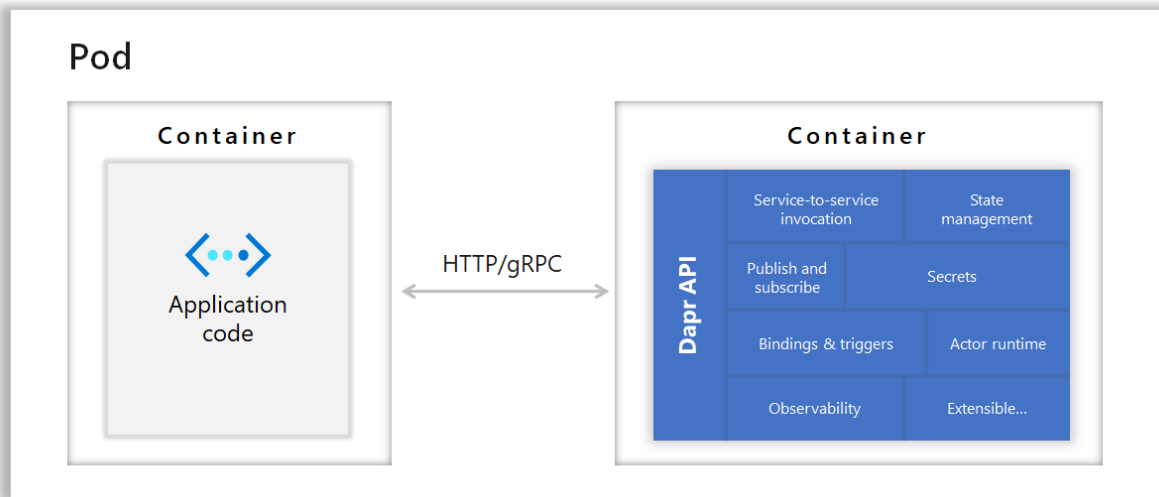 Pod
Container
Application
code
HTTP/gRPC
Container
Dapr API
Service-to-service
invocation
State
management
Publish and
subscribe
Secrets
Bindings & triggers
Actor runtime
Observability
Extensible...